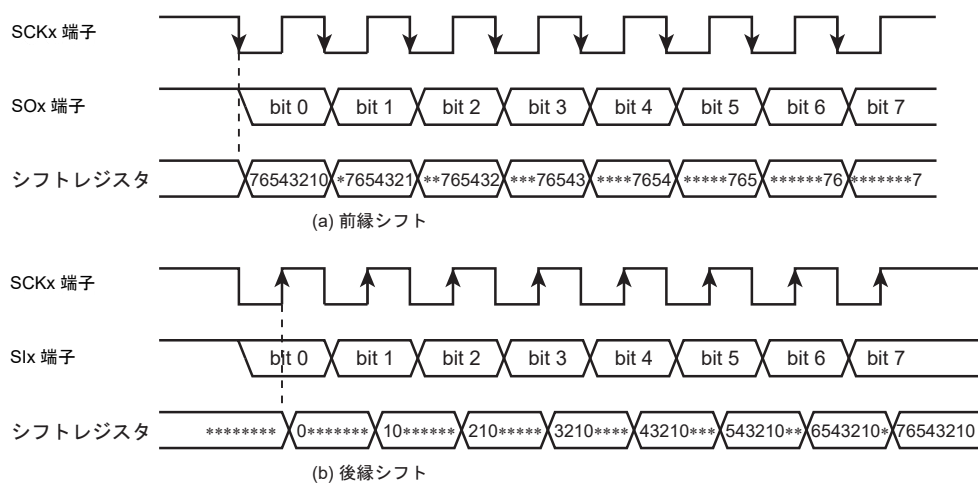 SCKx 端子
SOx 端子
bit 0 bit 1 bit 2 bit 3 bit 4 bit 5 bit 6 bit 7
シフトレジスタ
76543210 *7654321 **765432 ***76543 ****7654 *****765 ******76 *******7
(a) 前縁シフト
SCKx 端子
SIx 端子
bit 0 bit 1 bit 2 bit 3 bit 4 bit 5 bit 6 bit 7
シフトレジスタ
******** 0******* 10****** 210***** 3210**** 43210*** 543210** 6543210* 76543210
(b) 後縁シフト